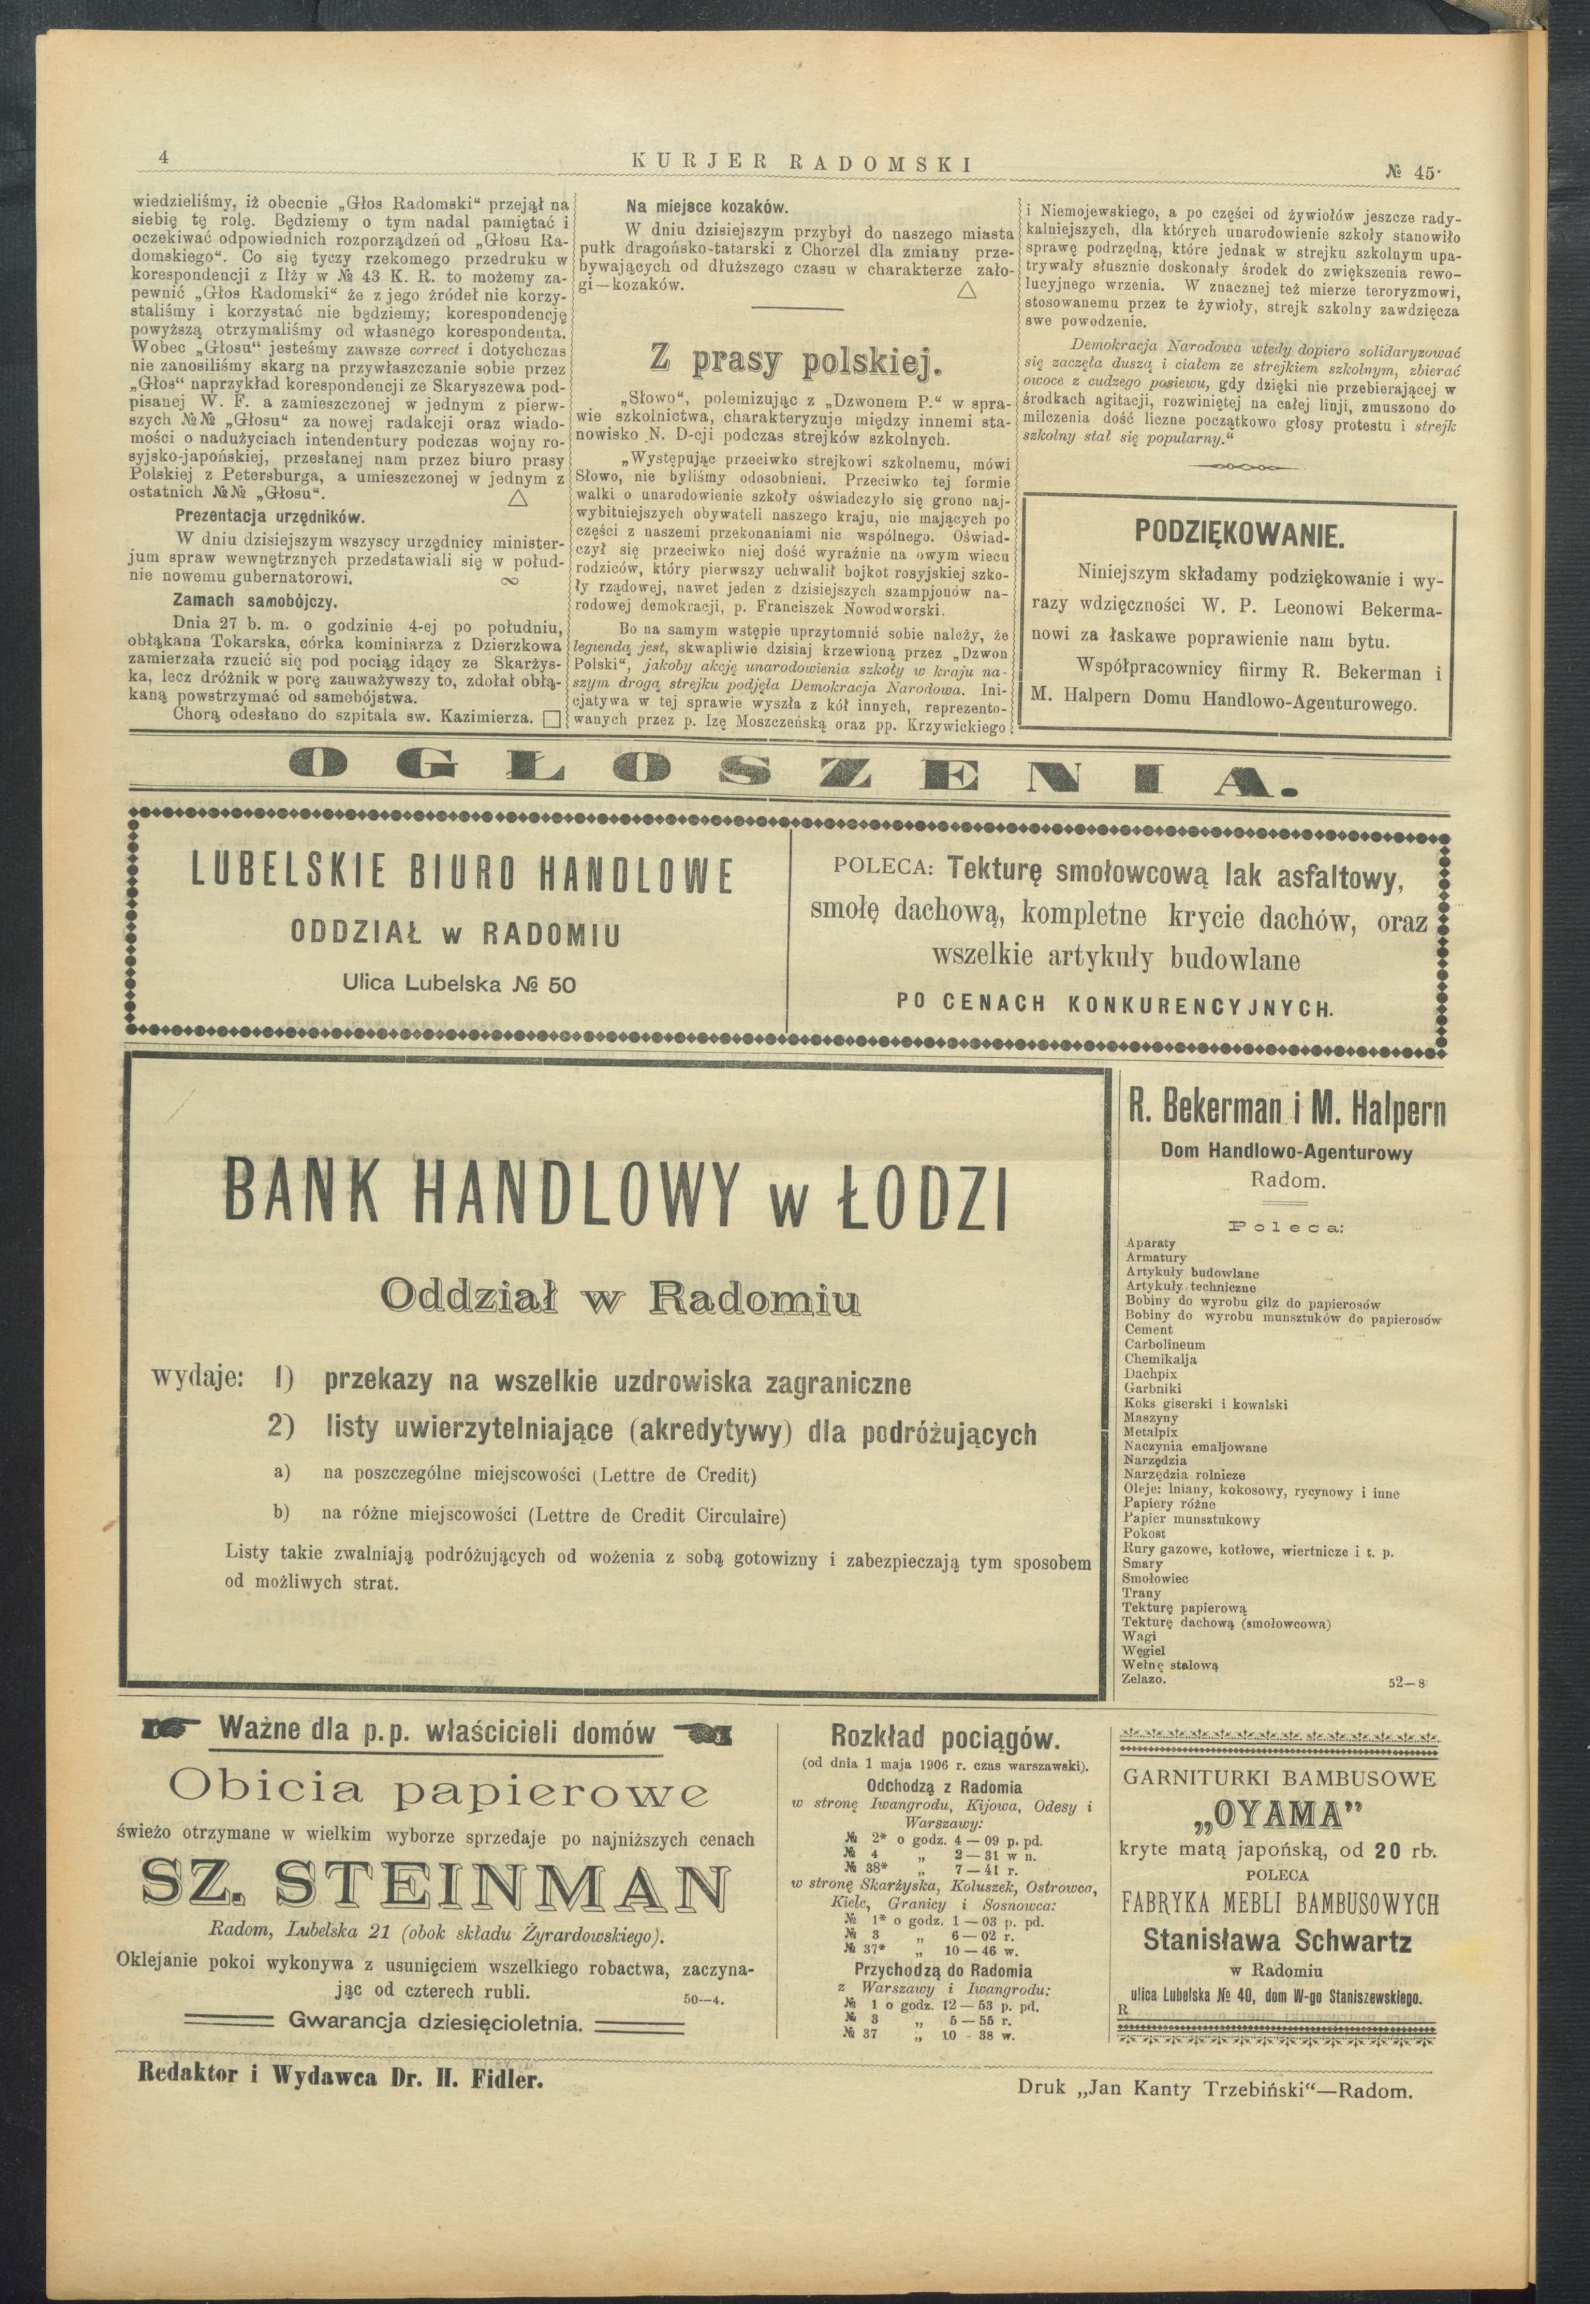 4
KURJER RADOMSKI
№ 45·
wiedzieliśmy, iż obecnie „Głos Radomski“ przejął na
siebię tę rolę. Będziemy o tym nadal pamiętać i
oczekiwać odpowiednich rozporządzeń od „Głosu Ra-
domskiego“. Co się tyczy rzekomego przedruku w
korespondencji z Iłży w № 43 K. R. to możemy za-
pewnić „Głos Radomski“ że z jego źródeł nie korzy-
staliśmy i korzystać nie będziemy; korespondencję
powyższą otrzymaliśmy od własnego korespondenta.
Wobec „Głosu“ jesteśmy zawsze correct i dotychczas
nie zanosiliśmy skarg na przywłaszczanie sobie przez
„Głos“ naprzykład korespondencji ze Skaryszewa pod-
pisanej W. F. a zamieszczonej w jednym z pierw-
szych №№ „Głosu“ za nowej radakcji oraz wiado-
mości o nadużyciach intendentury podczas wojny ro-
syjsko-japońskiej, przesłanej nam przez biuro prasy
Polskiej z Petersburga, a umieszczonej w jednym z
ostatnich №№ „Głosu“. △
Prezentacja urzędników.
W dniu dzisiejszym wszyscy urzędnicy minister-
jum spraw wewnętrznych przedstawiali się w połud-
nie nowemu gubernatorowi. ∞
Zamach samobójczy.
Dnia 27 b. m. o godzinie 4-ej po południu,
obłąkana Tokarska, córka kominiarza z Dzierzkowa
zamierzała rzucić się pod pociąg idący ze Skarżys-
ka, lecz dróżnik w porę zauważywszy to, zdołał obłą-
kaną powstrzymać od samobójstwa.
Chorą odesłano do szpitala sw. Kazimierza. □
Na miejsce kozaków.
W dniu dzisiejszym przybył do naszego miasta
pułk dragońsko-tatarski z Chorzel dla zmiany prze-
bywających od dłuższego czasu w charakterze zało-
gi—kozaków. △
Z prasy polskiej.
„Słowo“, polemizując z „Dzwonem P.“ w spra-
wie szkolnictwa, charakteryzuje między innemi sta-
nowisko N. D-cji podczas strejków szkolnych.
„Występując przeciwko strejkowi szkolnemu, mówi
Słowo, nie byliśmy odosobnieni. Przeciwko tej formie
walki o unarodowienie szkoły oświadczyło się grono naj-
wybitniejszych obywateli naszego kraju, nie mających po
części z naszemi przekonaniami nic wspólnego. Oświad-
czył się przeciwko niej dość wyraźnie na owym wiecu
rodziców, który pierwszy uchwalił bojkot rosyjskiej szko-
ły rządowej, nawet jeden z dzisiejszych szampjonów na-
rodowej demokracji, p. Franciszek Nowodworski.
Bo na samym wstępie uprzytomnić sobie należy, że
legiendą jest, skwapliwie dzisiaj krzewioną przez „Dzwon
Polski“, jakoby akcję unarodowienia szkoły w kraju na-
szym drogą strejku podjęła Demokracja Narodowa. Ini-
cjatywa w tej sprawie wyszła z kół innych, reprezento-
wanych przez p. Izę Moszczeńską oraz pp. Krzywickiego
i Niemojewskiego, a po części od żywiołów jeszcze rady-
kalniejszych, dla których unarodowienie szkoły stanowiło
sprawę podrzędną, które jednak w strejku szkolnym upa-
trywały słusznie doskonały środek do zwiększenia rewo-
lucyjnego wrzenia. W znacznej też mierze teroryzmowi,
stosowanemu przez te żywioły, strejk szkolny zawdzięcza
swe powodzenie.
Demokracja Narodowa wtedy dopiero solidaryzować
się zaczęła duszą i ciałem ze strejkiem szkolnym, zbierać
owoce z cudzego posiewu, gdy dzięki nie przebierającej w
środkach agitacji, rozwiniętej na całej linji, zmuszono do
milczenia dość liczne początkowo głosy protestu i strejk
szkolny stał się popularny.“
PODZIĘKOWANIE.
Niniejszym składamy podziękowanie i wy-
razy wdzięczności W. P. Leonowi Bekerma-
nowi za łaskawe poprawienie nam bytu.
Współpracownicy fiirmy R. Bekerman i
M. Halpern Domu Handlowo-Agenturowego.
OGŁOSZENIA.
LUBELSKIE BIURO HANDLOWE
ODDZIAŁ w RADOMIU
Ulica Lubelska № 50
POLECA: Tekturę smołowcową lak asfaltowy,
smołę dachową, kompletne krycie dachów, oraz
wszelkie artykuły budowlane
PO CENACH KONKURENCYJNYCH.
BANK HANDLOWY w ŁODZI
Oddział w Radomiu
wydaje: 1) przekazy na wszelkie uzdrowiska zagraniczne
2) listy uwierzytelniające (akredytywy) dla podróżujących
a) na poszczególne miejscowości (Lettre de Credit)
b) na różne miejscowości (Lettre de Credit Circulaire)
Listy takie zwalniają podróżujących od wożenia z sobą gotowizny i zabezpieczają tym sposobem
od możliwych strat.
R. Bekerman i M. Halpern
Dom Handlowo-Agenturowy
Radom.
Poleca:
Aparaty
Armatury
Artykuły budowlane
Artykuły techniczne
Bobiny do wyrobu gilz do papierosów
Bobiny do wyrobu munsztuków do papierosów
Cement
Carbolineum
Chemikalja
Dachpix
Garbniki
Koks giserski i kowalski
Maszyny
Metalpix
Naczynia emaljowane
Narzędzia
Narzędzia rolnicze
Oleje: lniany, kokosowy, rycynowy i inne
Papiery różne
Papier munsztukowy
Pokost
Rury gazowe, kotłowe, wiertnicze i t. p.
Smary
Smołowiec
Trany
Tekturę papierową
Tekturę dachową (smołowcowa)
Wagi
Węgiel
Wełnę stalową
Zelazo. 52—8
Ważne dla p.p. właścicieli domów
Obicia papierowe
świeżo otrzymane w wielkim wyborze sprzedaje po najniższych cenach
SZ. STEINMAN
Radom, Lubelska 21 (obok składu Żyrardowskiego).
Oklejanie pokoi wykonywa z usunięciem wszelkiego robactwa, zaczyna-
jąc od czterech rubli. 50—4.
Gwarancja dziesięcioletnia.
Rozkład pociągów.
(od dnia 1 maja 1906 r. czas warszawski).
Odchodzą z Radomia
w stronę Iwangrodu, Kijowa, Odesy i
Warszawy:
№ 2* o godz. 4—09 p. pd.
№ 4 „ 2—31 w n.
№ 38* „ 7—41 r.
w stronę Skarżyska, Koluszek, Ostrowca,
Kielc, Granicy i Sosnowca:
№ 1* o godz. 1—03 p. pd.
№ 3 „ 6—02 r.
№ 37* „ 10—46 w.
Przychodzą do Radomia
z Warszawy i Iwangrodu:
№ 1 o godz. 12—53 p. pd.
№ 3 „ 5—55 r.
№ 37 „ 10 - 38 w.
GARNITURKI BAMBUSOWE
„OYAMA”
kryte matą japońską, od 20 rb.
POLECA
FABRYKA MEBLI BAMBUSOWYCH
Stanisława Schwartz
w Radomiu
ulica Lubelska № 40, dom W-go Staniszewskiego.
R
Redaktor i Wydawca Dr. H. Fidler.
Druk „Jan Kanty Trzebiński“—Radom.